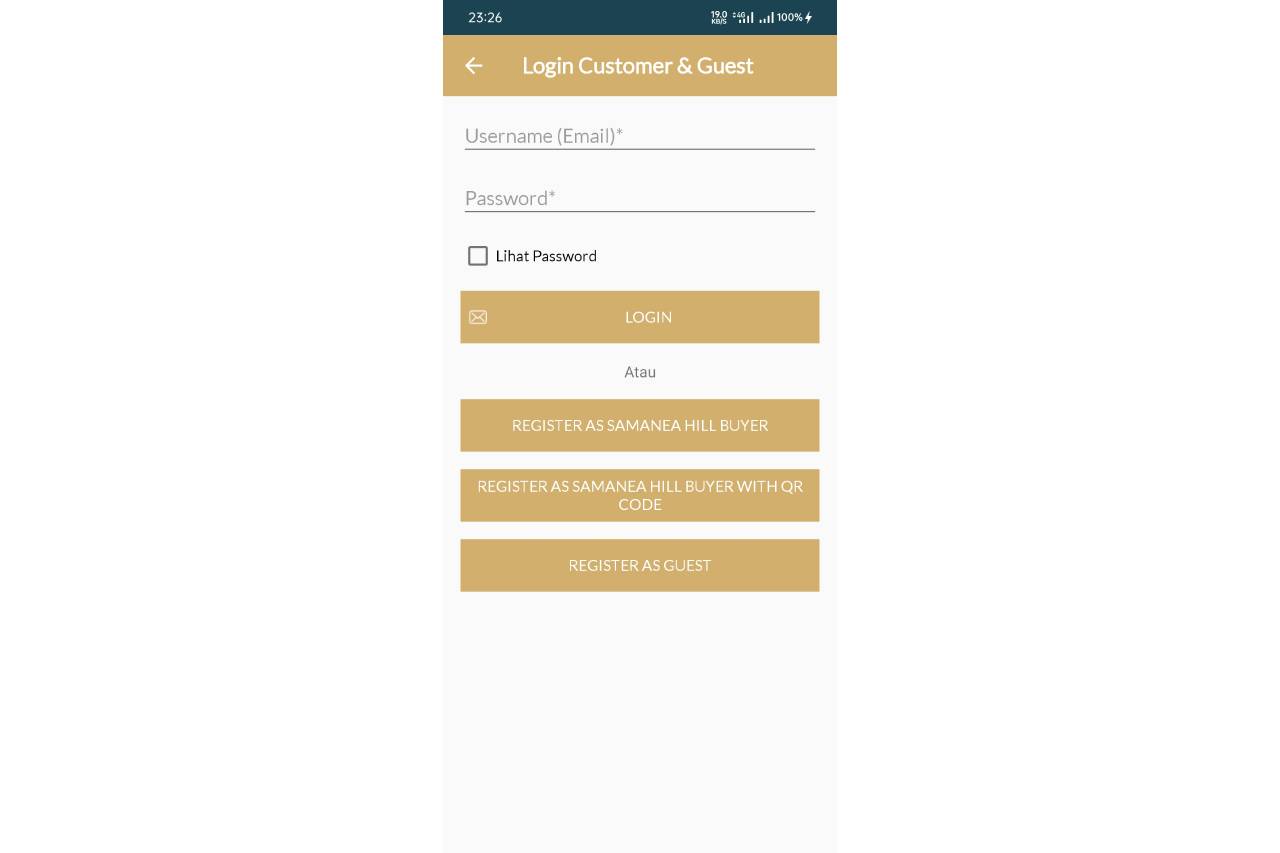 23:26
19.0
KB/S
4G
100%
Login Customer & Guest
Username (Email)*
Password*
Lihat Password
LOGIN
Atau
REGISTER AS SAMANEA HILL BUYER
REGISTER AS SAMANEA HILL BUYER WITH QR
CODE
REGISTER AS GUEST